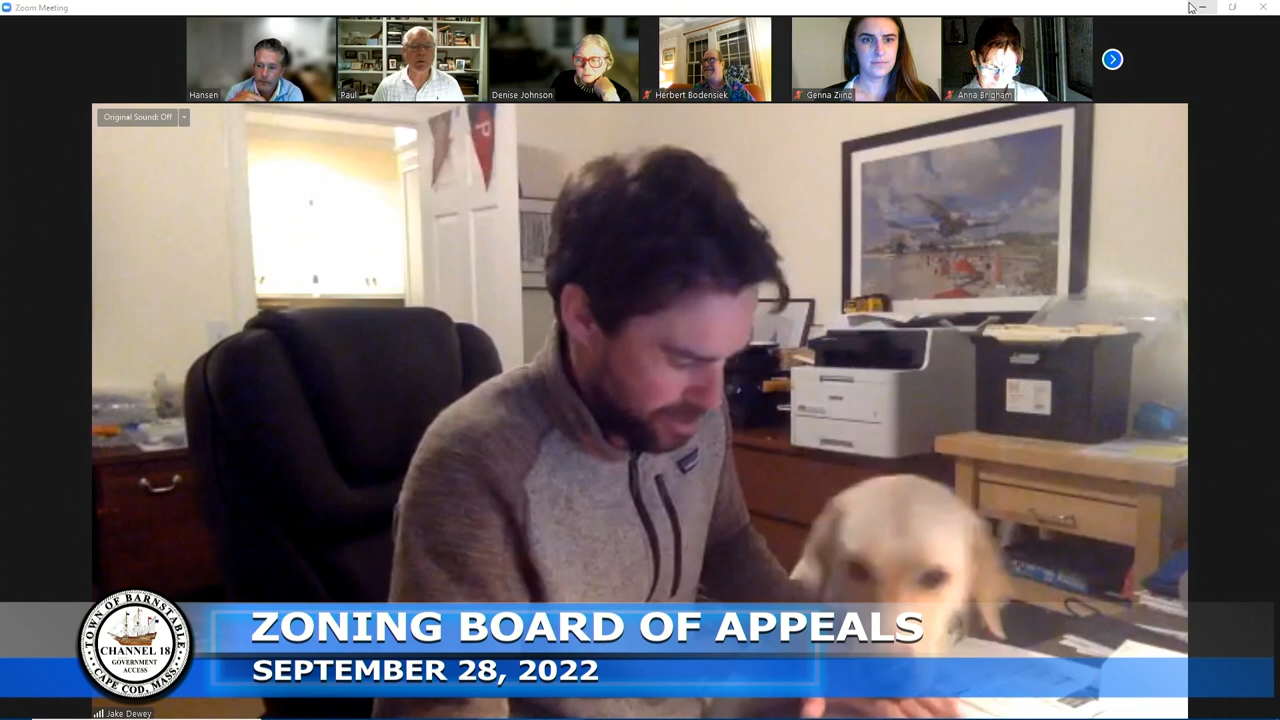 Zoom Meeting
Hansen
Paul
Denise Johnson
Herbert Bodensiek
Genna Ziino
Anna Brigham
Original Sound: Off
P
TOWN OF BARNSTABLE
CHANNEL 18
GOVERNMENT
ACCESS
CAPE COD, MASS.
ZONING BOARD OF APPEALS
SEPTEMBER 28, 2022
Jake Dewey